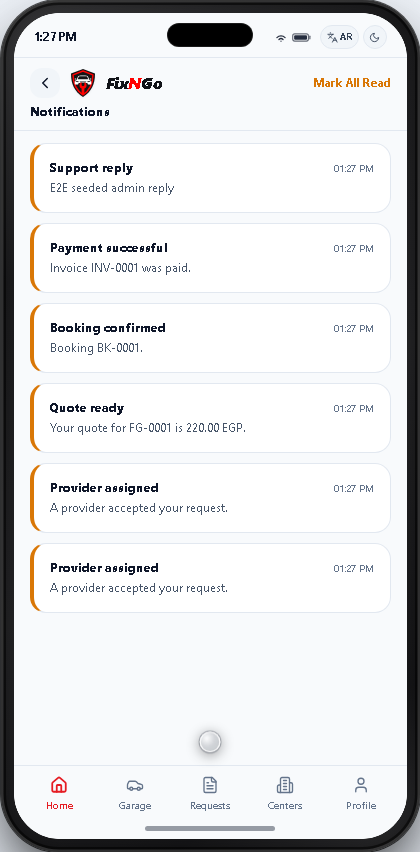 1:27 PM
AR
FixNGo
Mark All Read
Notifications
Support reply
01:27 PM
E2E seeded admin reply
Payment successful
01:27 PM
Invoice INV-0001 was paid.
Booking confirmed
01:27 PM
Booking BK-0001.
Quote ready
01:27 PM
Your quote for FG-0001 is 220.00 EGP.
Provider assigned
01:27 PM
A provider accepted your request.
Provider assigned
01:27 PM
A provider accepted your request.
Home
Garage
Requests
Centers
Profile